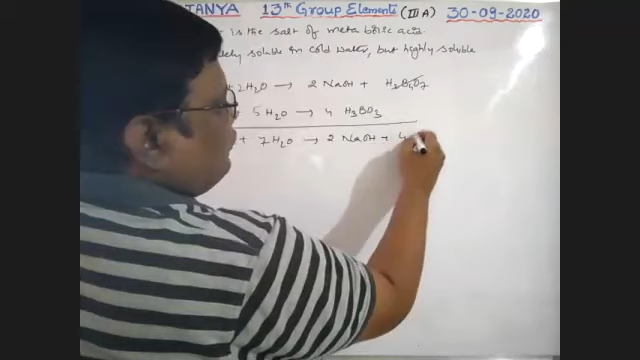 TANYA 13th Group Elements (III A) 30-09-2020
is the salt of meta boric acid.
soluble in cold water, but highly soluble
+ 2H2O → 2 NaOH + H2B4O7
5H2O → 4 H3BO3
+ 7H2O → 2 NaOH + 4